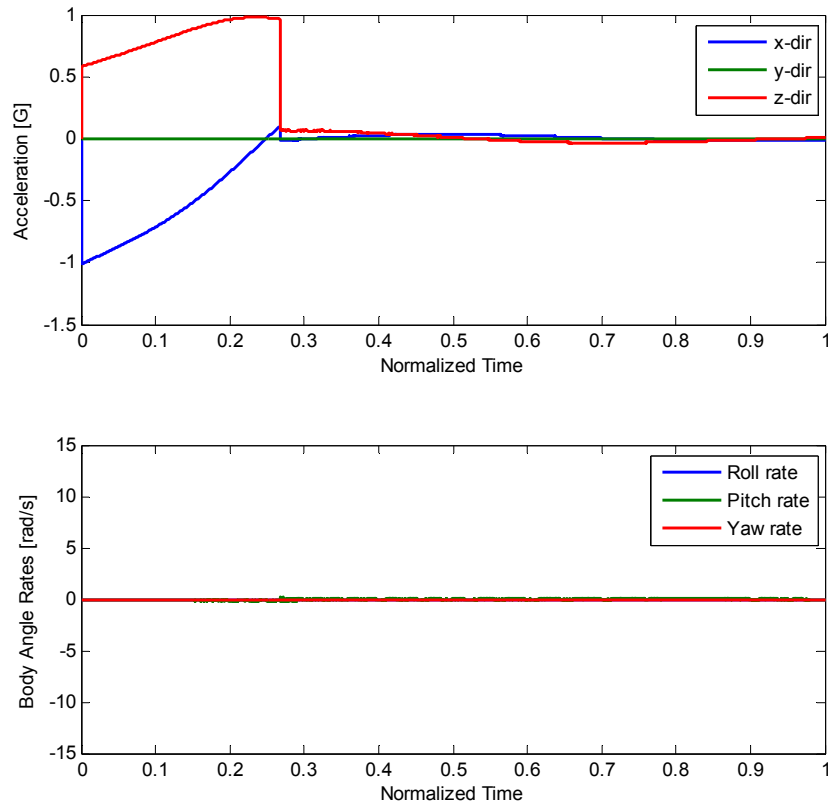 1
0.5
0
-0.5
-1
-1.5
Acceleration [G]
x-dir
y-dir
z-dir
0 0.1 0.2 0.3 0.4 0.5 0.6 0.7 0.8 0.9 1
Normalized Time
15
10
5
0
-5
-10
-15
Body Angle Rates [rad/s]
Roll rate
Pitch rate
Yaw rate
0 0.1 0.2 0.3 0.4 0.5 0.6 0.7 0.8 0.9 1
Normalized Time